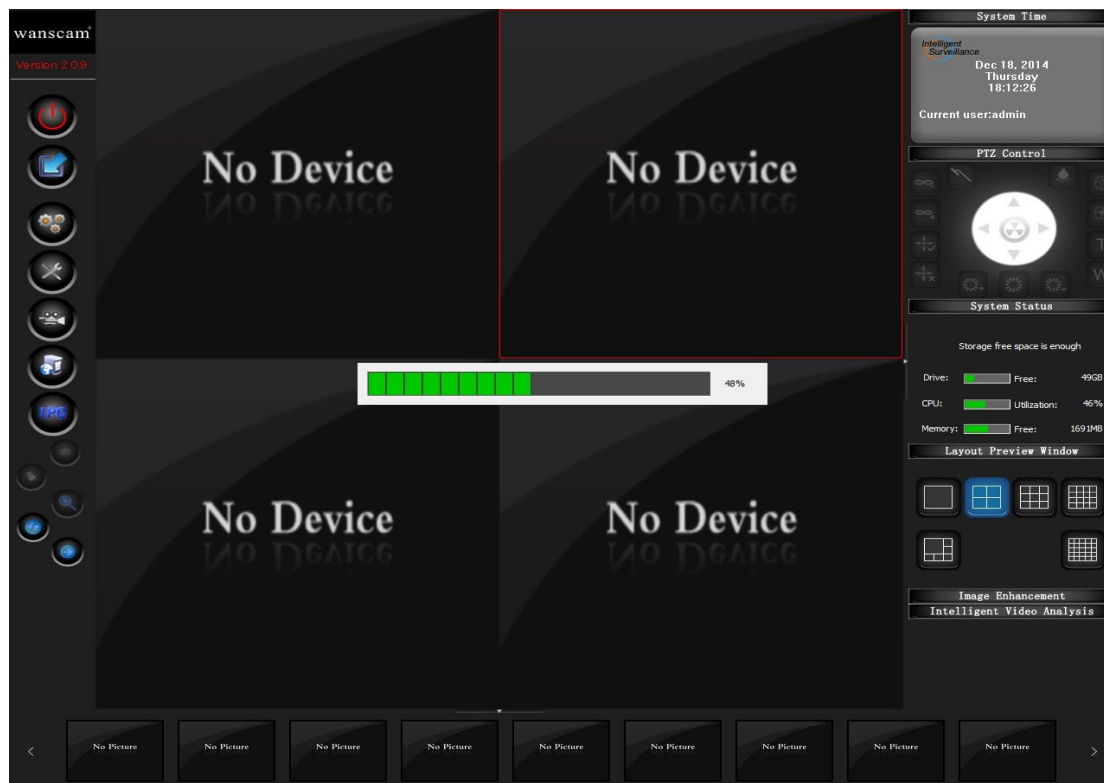 wanscam®
Version 2.0.9
IPC
No Device
No Device
No Device
No Device
48%
System Time
Intelligent
Surveillance
Dec 18, 2014
Thursday
18:12:26
Current user:admin
PTZ Control
T
W
System Status
Storage free space is enough
Drive: Free: 49GB
CPU: Utilization: 46%
Memory: Free: 1691MB
Layout Preview Window
Image Enhancement
Intelligent Video Analysis
No Picture
No Picture
No Picture
No Picture
No Picture
No Picture
No Picture
No Picture
No Picture